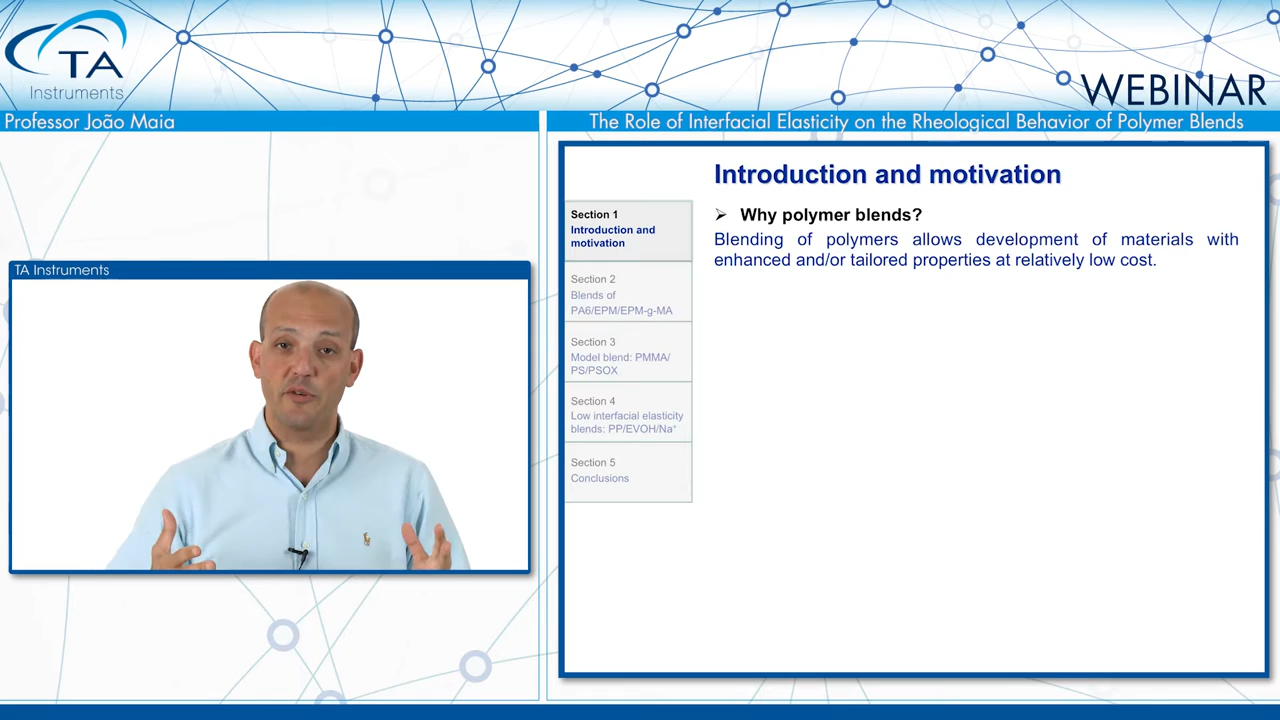 TA
Instruments
WEBINAR
Professor João Maia
The Role of Interfacial Elasticity on the Rheological Behavior of Polymer Blends
TA Instruments
Introduction and motivation
Section 1
Introduction and
motivation
Section 2
Blends of
PA6/EPM/EPM-g-MA
Section 3
Model blend: PMMA/
PS/PSOX
Section 4
Low interfacial elasticity
blends: PP/EVOH/Na⁺
Section 5
Conclusions
➢ Why polymer blends?
Blending of polymers allows development of materials with
enhanced and/or tailored properties at relatively low cost.